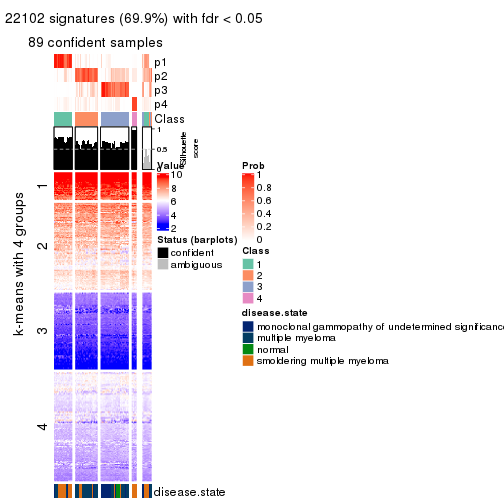 22102 signatures (69.9%) with fdr < 0.05
89 confident samples
p1
p2
p3
p4
Class
1
0.5
0
Silhouette
score
k-means with 4 groups
1
2
3
4
disease.state
Value
10
8
6
4
2
Status (barplots)
confident
ambiguous
Prob
1
0.8
0.6
0.4
0.2
0
Class
1
2
3
4
disease.state
monoclonal gammopathy of undetermined significance
multiple myeloma
normal
smoldering multiple myeloma